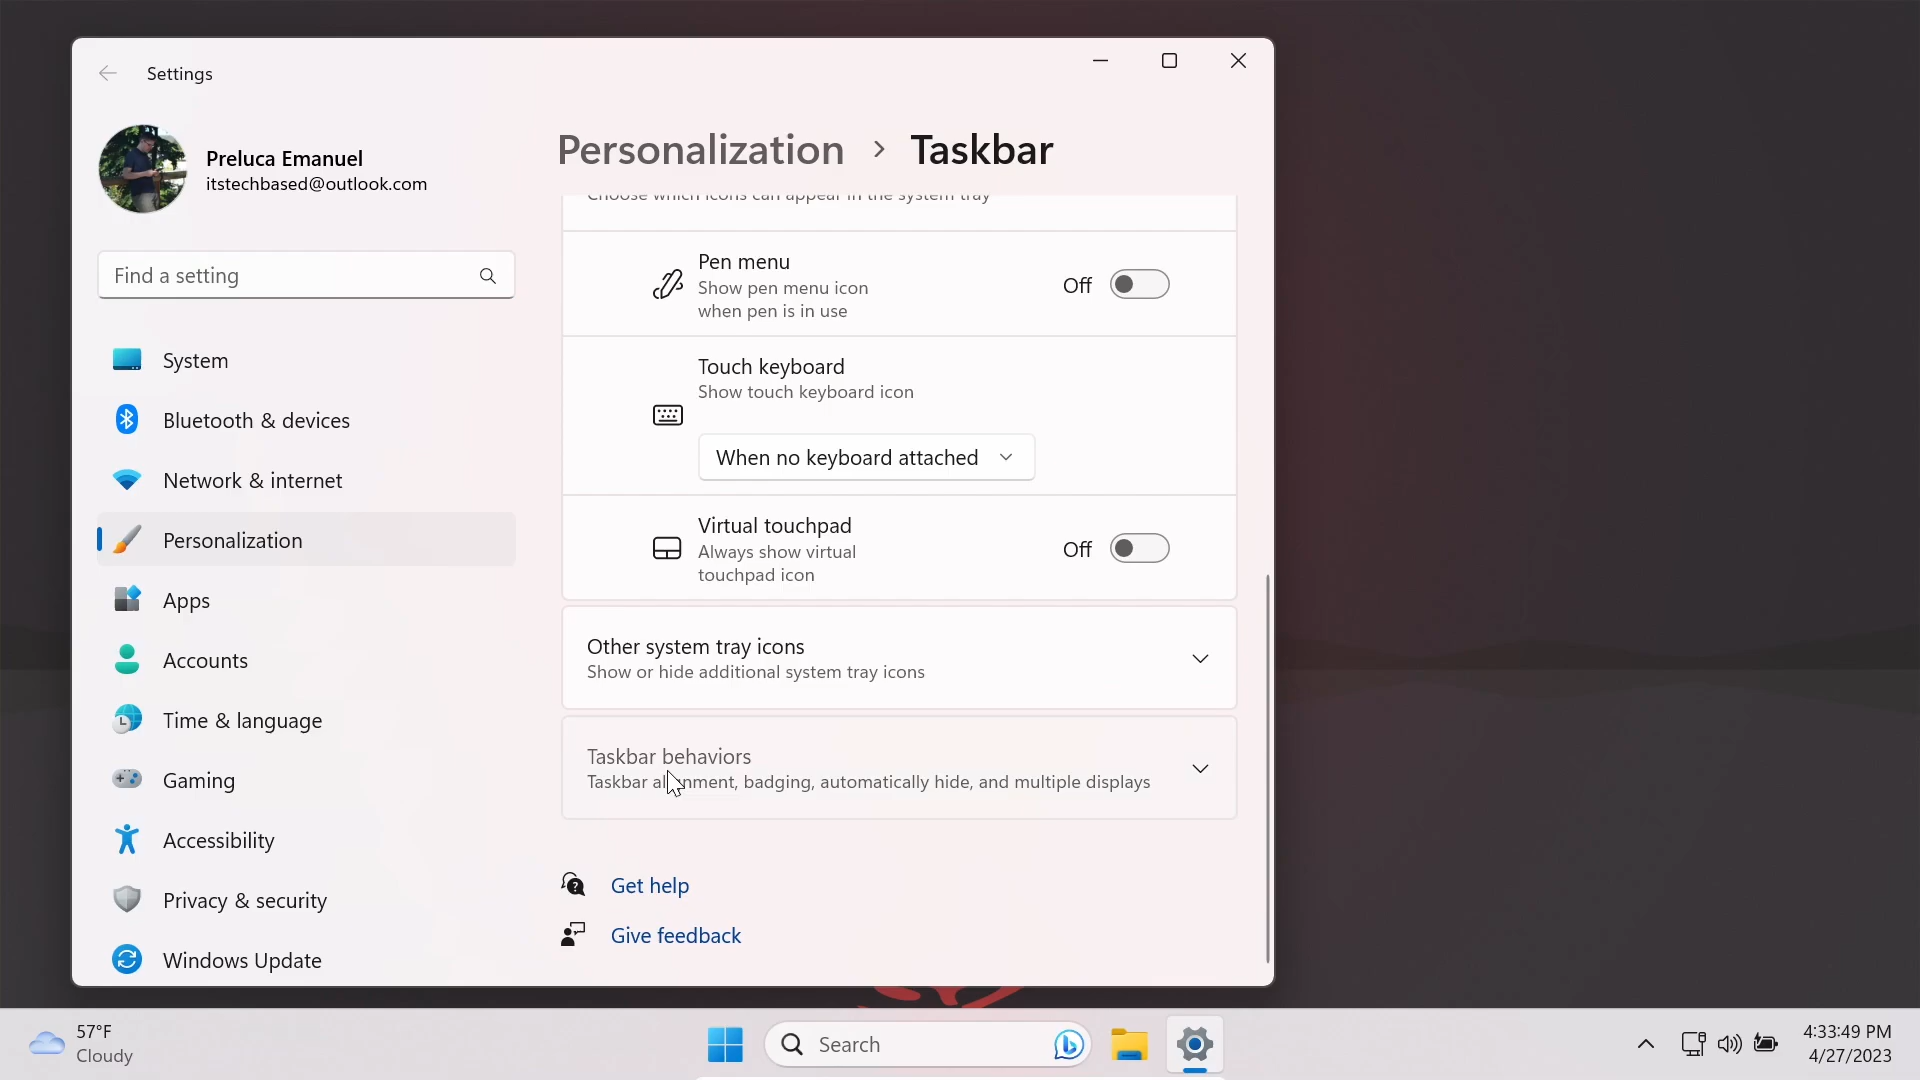 Settings
Preluca Emanuel
itstechbased@outlook.com
Find a setting
System
Bluetooth & devices
Network & internet
Personalization
Apps
Accounts
Time & language
Gaming
Accessibility
Privacy & security
Windows Update
Personalization > Taskbar
Choose which icons can appear in the system tray
Pen menu
Show pen menu icon
when pen is in use
Off
Touch keyboard
Show touch keyboard icon
When no keyboard attached
Virtual touchpad
Always show virtual
touchpad icon
Off
Other system tray icons
Show or hide additional system tray icons
Taskbar behaviors
Taskbar alignment, badging, automatically hide, and multiple displays
Get help
Give feedback
57°F
Cloudy
Search
4:33:49 PM
4/27/2023